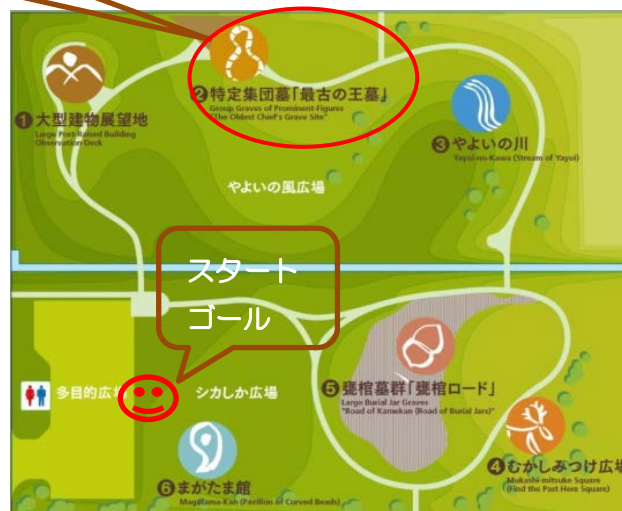 ❷特定集団墓「最古の王墓」
Group Graves of Prominent-Figures
"The Oldest Chief's Grave Site"
❶大型建物展望地
Large Post-Raised Building
Observation Deck
❸やよいの川
Yayoi-no-Kawa (Stream of Yayoi)
やよいの風広場
スタート
ゴール
多目的広場
シカしか広場
❺甕棺墓群「甕棺ロード」
Large Burial Jar Graves
"Road of Kamekan (Road of Burial Jars)"
❹むかしみつけ広場
Mukashi-mitsuke Square
(Find the Past Here Square)
❻まがたま館
Magatama-Kan (Pavilion of Curved Beads)